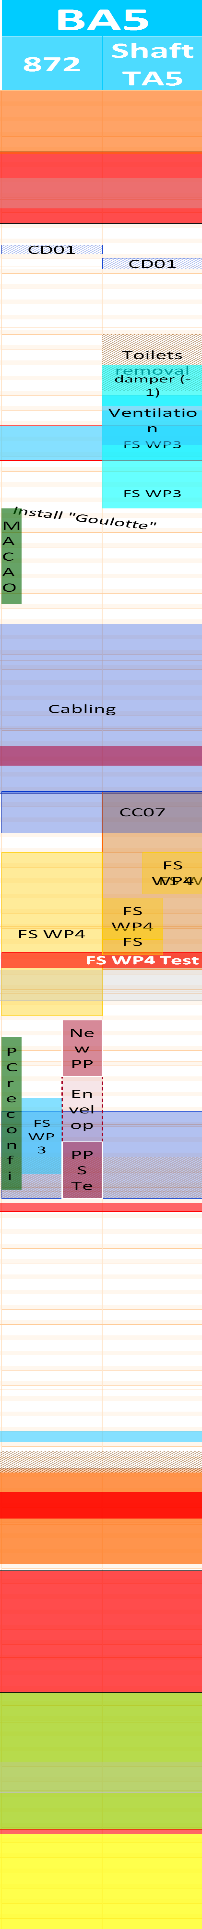 BA5
872
Shaft
TA5
CD01
CD01
Toilets
removal
damper (-
1)
Ventilatio
n
FS WP3
FS WP3
Install "Goulotte"
M
A
C
A
O
Cabling
CC07
FS
WP4
FS
WP4
FS
FS WP4
FS WP4 Test
Ne
w
PP
P
C
r
e
c
o
n
f
i
En
vel
op
FS
WP
3
PP
S
Te